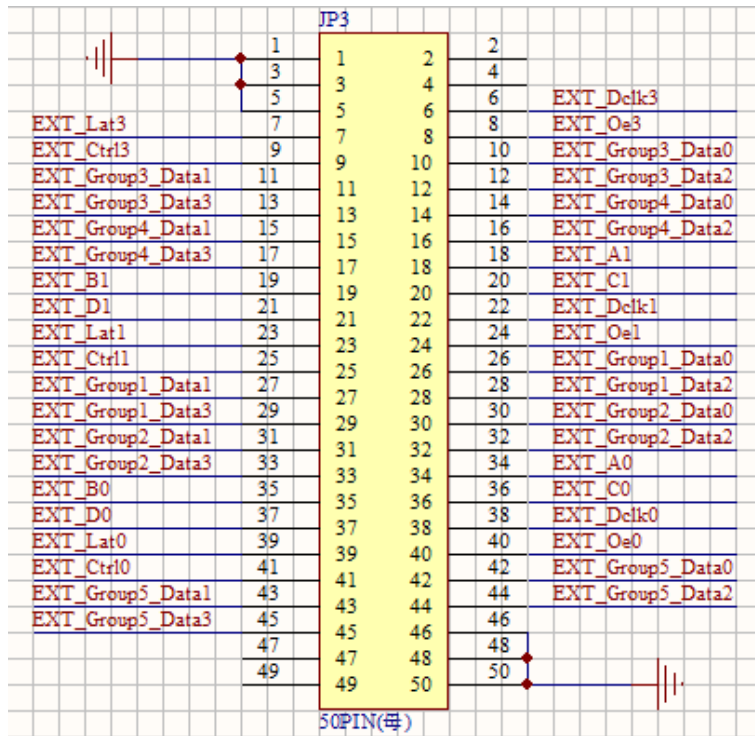 JP3
1 1 2 2
3 3 4 4
5 5 6 6 EXT_Dclk3
EXT_Lat3 7 7 8 8 EXT_Oe3
EXT_Ctrl3 9 9 10 10 EXT_Group3_Data0
EXT_Group3_Data1 11 11 12 12 EXT_Group3_Data2
EXT_Group3_Data3 13 13 14 14 EXT_Group4_Data0
EXT_Group4_Data1 15 15 16 16 EXT_Group4_Data2
EXT_Group4_Data3 17 17 18 18 EXT_A1
EXT_B1 19 19 20 20 EXT_C1
EXT_D1 21 21 22 22 EXT_Dclk1
EXT_Lat1 23 23 24 24 EXT_Oe1
EXT_Ctrl1 25 25 26 26 EXT_Group1_Data0
EXT_Group1_Data1 27 27 28 28 EXT_Group1_Data2
EXT_Group1_Data3 29 29 30 30 EXT_Group2_Data0
EXT_Group2_Data1 31 31 32 32 EXT_Group2_Data2
EXT_Group2_Data3 33 33 34 34 EXT_A0
EXT_B0 35 35 36 36 EXT_C0
EXT_D0 37 37 38 38 EXT_Dclk0
EXT_Lat0 39 39 40 40 EXT_Oe0
EXT_Ctrl0 41 41 42 42 EXT_Group5_Data0
EXT_Group5_Data1 43 43 44 44 EXT_Group5_Data2
EXT_Group5_Data3 45 45 46 46
47 47 48 48
49 49 50 50
50PIN(母)